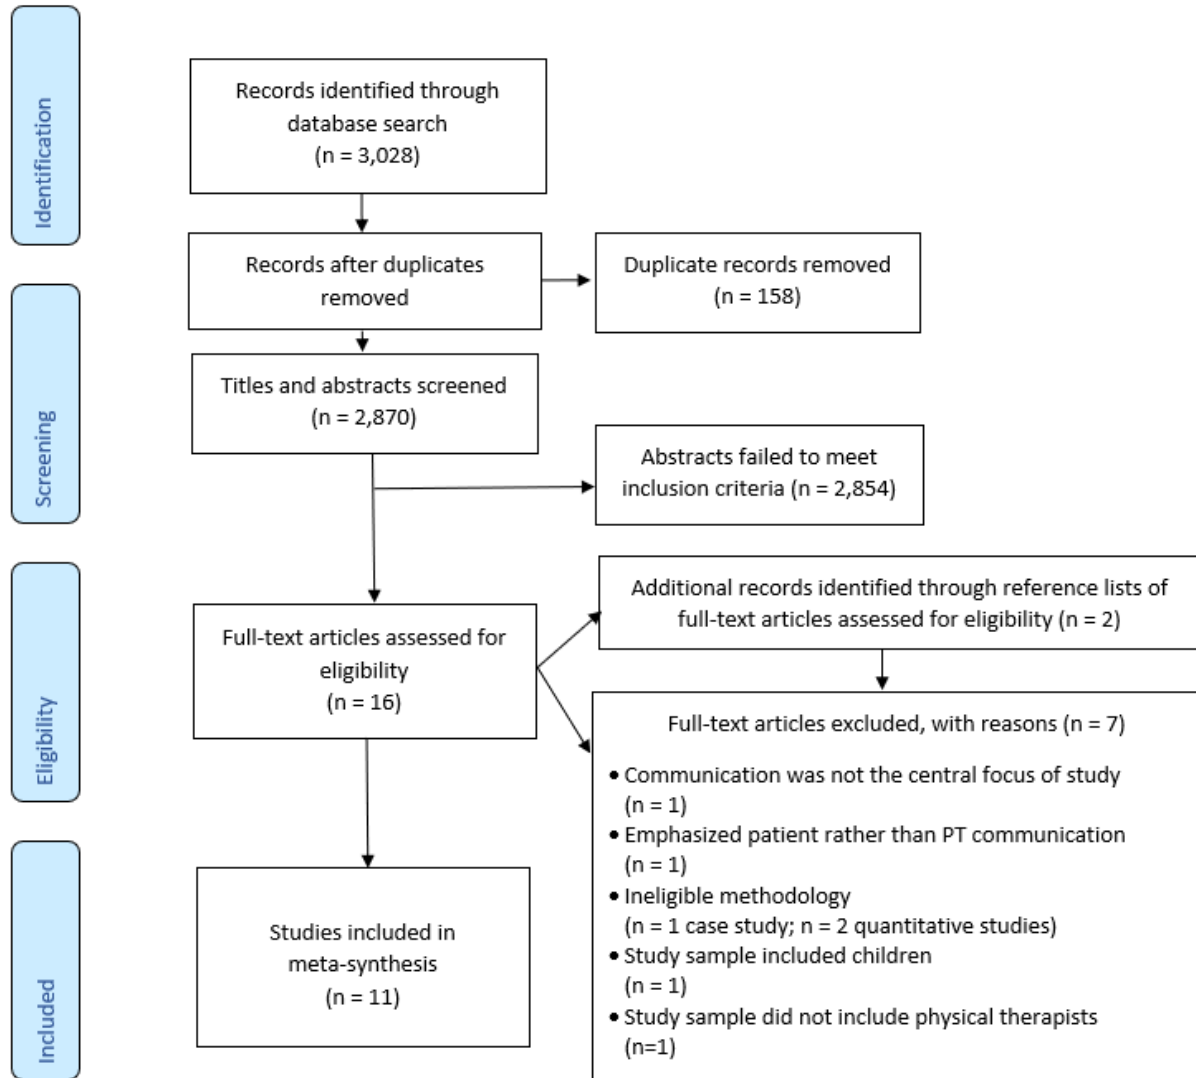 Identification
Records identified through
database search
(n = 3,028)
Records after duplicates
removed
Duplicate records removed
(n = 158)
Screening
Titles and abstracts screened
(n = 2,870)
Abstracts failed to meet
inclusion criteria (n = 2,854)
Eligibility
Full-text articles assessed for
eligibility
(n = 16)
Additional records identified through reference lists of
full-text articles assessed for eligibility (n = 2)
Full-text articles excluded, with reasons (n = 7)
• Communication was not the central focus of study
(n = 1)
• Emphasized patient rather than PT communication
(n = 1)
• Ineligible methodology
(n = 1 case study; n = 2 quantitative studies)
• Study sample included children
(n = 1)
• Study sample did not include physical therapists
(n=1)
Included
Studies included in
meta-synthesis
(n = 11)